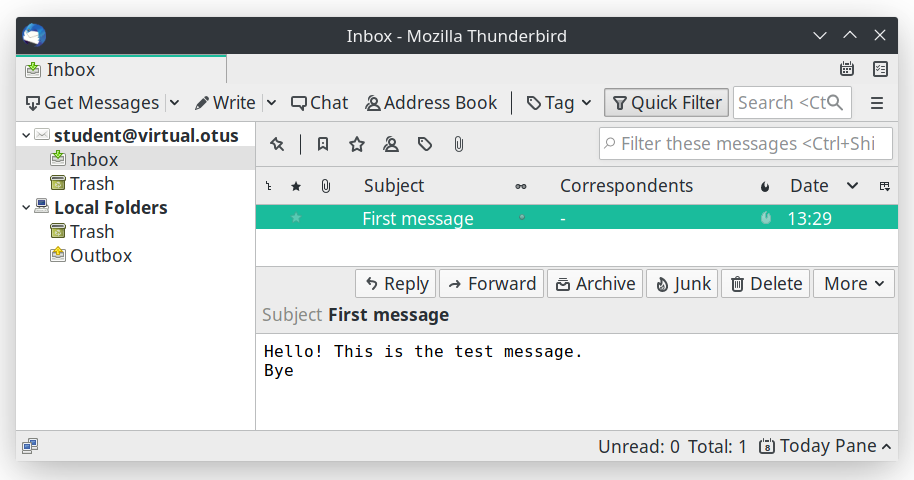 Inbox - Mozilla Thunderbird
Inbox
Get Messages Write Chat Address Book Tag Quick Filter Search <Ct
student@virtual.otus
Inbox
Trash
Local Folders
Trash
Outbox
Filter these messages <Ctrl+Shi
Subject Correspondents Date
First message - 13:29
Reply Forward Archive Junk Delete More
Subject First message
Hello! This is the test message.
Bye
Unread: 0 Total: 1 8 Today Pane